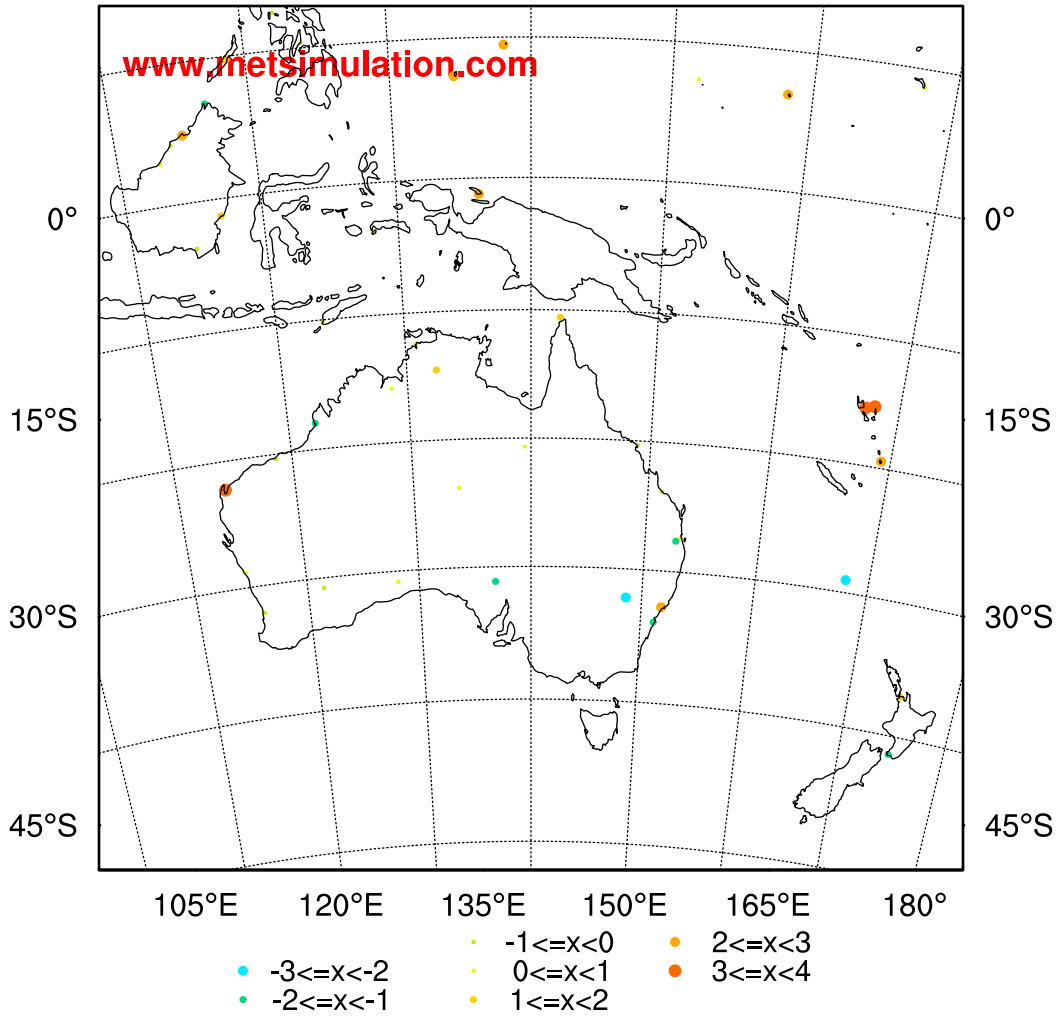 www.metsimulation.com
0° 0°
15°S 15°S
30°S 30°S
45°S 45°S
105°E 120°E 135°E 150°E 165°E 180°
-1<=x<0 2<=x<3
-3<=x<-2 0<=x<1 3<=x<4
-2<=x<-1 1<=x<2